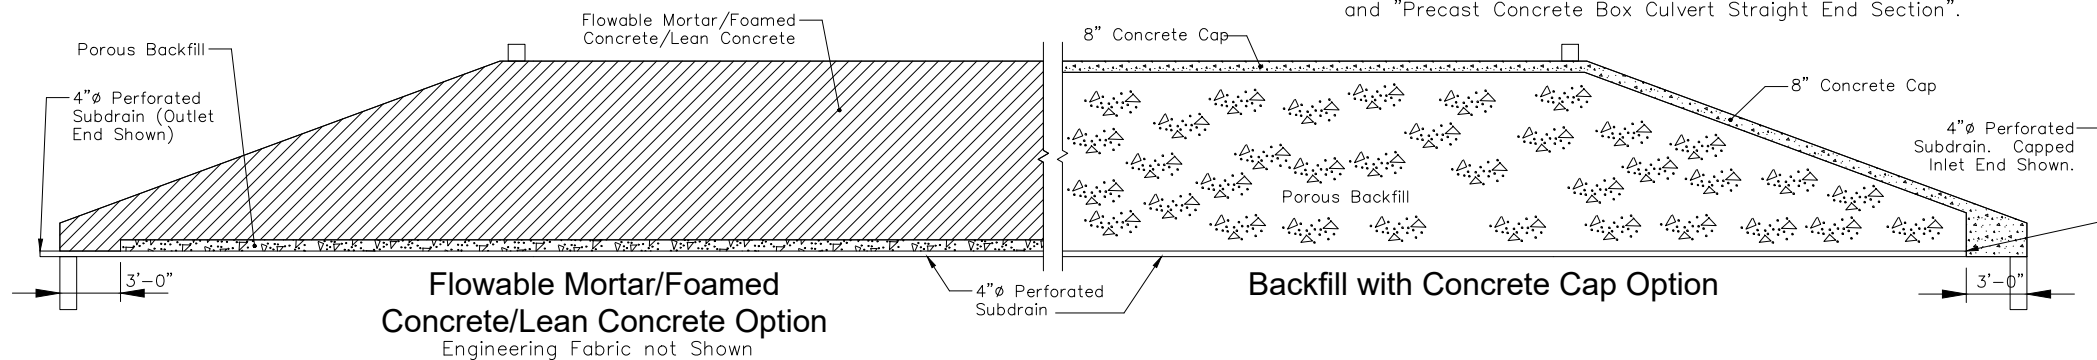 and "Precast Concrete Box Culvert Straight End Section".
Flowable Mortar/Foamed
Concrete/Lean Concrete
Porous Backfill
4"ø Perforated
Subdrain (Outlet
End Shown)
8" Concrete Cap
8" Concrete Cap
4"ø Perforated
Subdrain. Capped
Inlet End Shown.
Porous Backfill
3'-0"
Flowable Mortar/Foamed
Concrete/Lean Concrete Option
Engineering Fabric not Shown
4"ø Perforated
Subdrain
Backfill with Concrete Cap Option
3'-0"